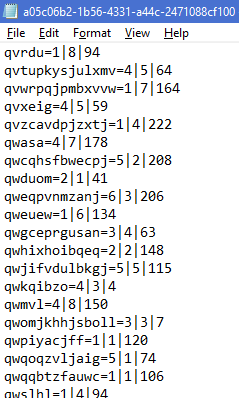 a05c06b2-1b56-4331-a44c-2471088cf100
File Edit Format View Help
qvrdu=1|8|94
qvtupkysjulxmv=4|5|64
qvwrpqjpmbxvvw=1|7|164
qvxeig=4|5|59
qvzcavdpjzxtj=1|4|222
qwasa=4|7|178
qwcqhsfbwecpj=5|2|208
qwduom=2|1|41
qweqpvnmzanj=6|3|206
qweuew=1|6|134
qwgceprgusan=3|4|63
qwhixhoibqeq=2|2|148
qwjifvdulbkgj=5|5|115
qwkqibzo=4|3|4
qwmvl=4|8|150
qwomjkhhjsboll=3|3|7
qwpiyacjff=1|1|120
qwqoqzvljaig=5|1|74
qwqqbtzfauwc=1|1|106
qwslhl=1|4|94